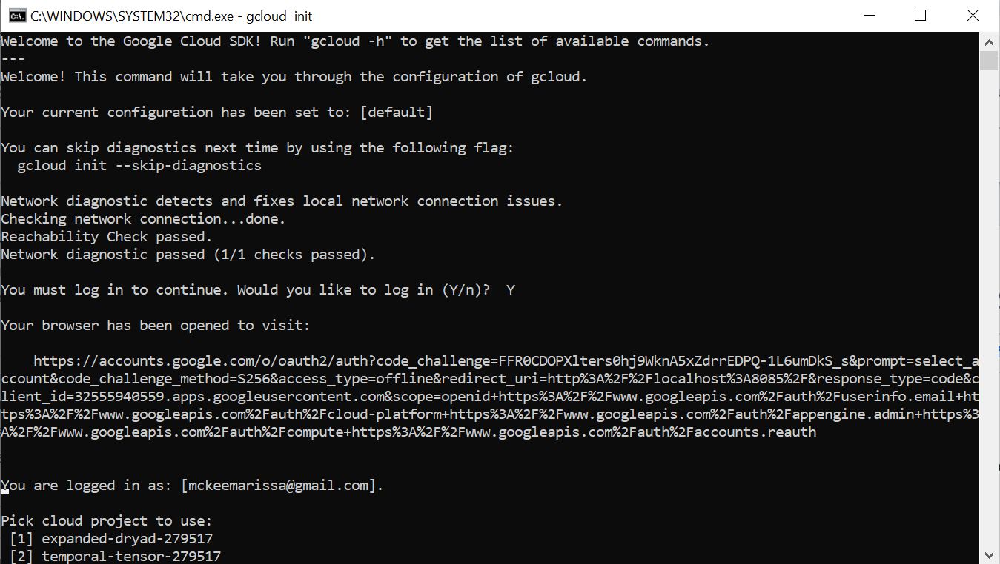 C:\WINDOWS\SYSTEM32\cmd.exe - gcloud  init
Welcome to the Google Cloud SDK! Run "gcloud -h" to get the list of available commands.
---
Welcome! This command will take you through the configuration of gcloud.
Your current configuration has been set to: [default]
You can skip diagnostics next time by using the following flag:
  gcloud init --skip-diagnostics
Network diagnostic detects and fixes local network connection issues.
Checking network connection...done.
Reachability Check passed.
Network diagnostic passed (1/1 checks passed).
You must log in to continue. Would you like to log in (Y/n)?  Y
Your browser has been opened to visit:
    https://accounts.google.com/o/oauth2/auth?code_challenge=FFR0CDOPXlters0hj9WknA5xZdrrEDPQ-1L6umDkS_s&prompt=select_a
ccount&code_challenge_method=S256&access_type=offline&redirect_uri=http%3A%2F%2Flocalhost%3A8085%2F&response_type=code&c
lient_id=32555940559.apps.googleusercontent.com&scope=openid+https%3A%2F%2Fwww.googleapis.com%2Fauth%2Fuserinfo.email+ht
tps%3A%2F%2Fwww.googleapis.com%2Fauth%2Fcloud-platform+https%3A%2F%2Fwww.googleapis.com%2Fauth%2Fappengine.admin+https%3
A%2F%2Fwww.googleapis.com%2Fauth%2Fcompute+https%3A%2F%2Fwww.googleapis.com%2Fauth%2Faccounts.reauth
You are logged in as: [mckeemarissa@gmail.com].
Pick cloud project to use:
 [1] expanded-dryad-279517
 [2] temporal-tensor-279517